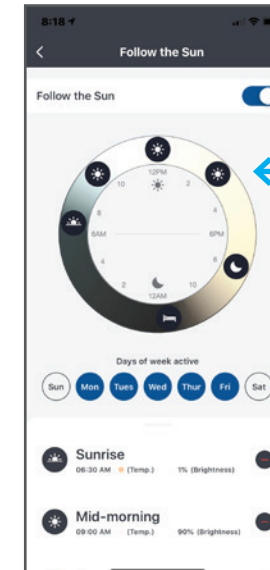 8:18
Follow the Sun
Follow the Sun
12PM
10 2
8 4
6AM 6PM
4 8
2 10
12AM
Days of week active
Sun Mon Tues Wed Thur Fri Sat
Sunrise
06:30 AM (Temp.) 1% (Brightness)
Mid-morning
09:00 AM (Temp.) 90% (Brightness)